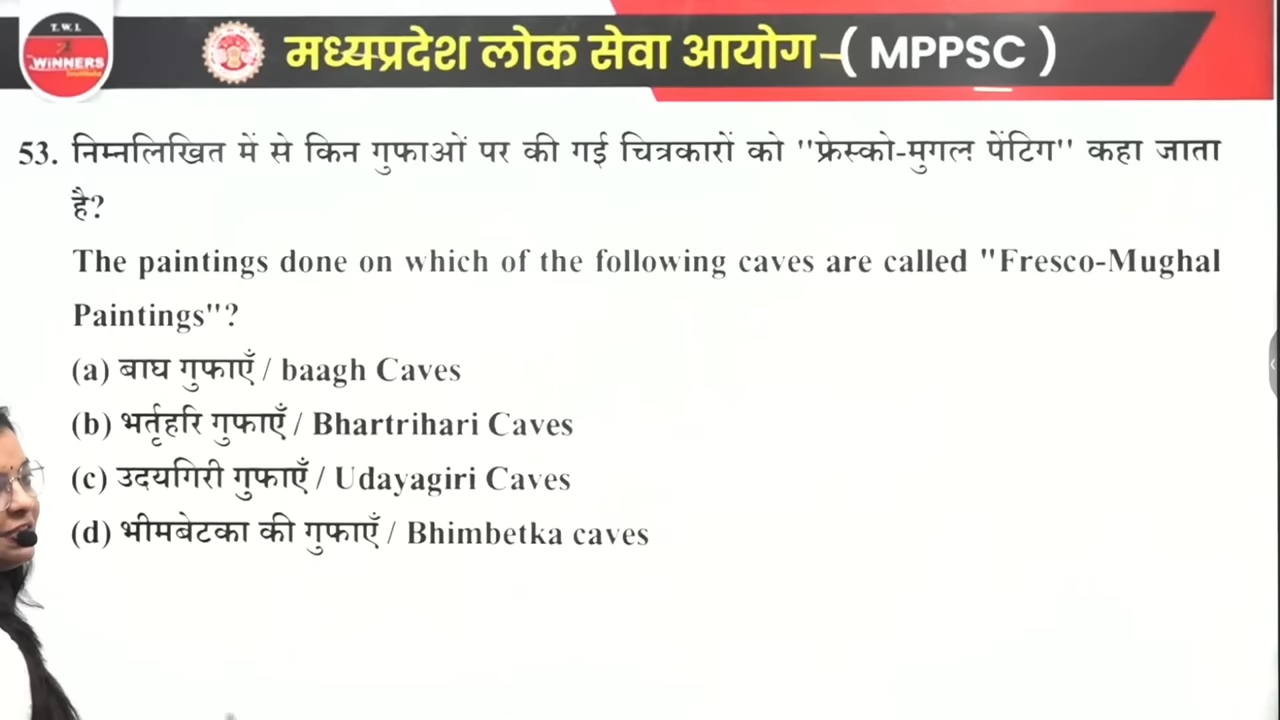 T. W. I.
WiNNERS
मध्यप्रदेश लोक सेवा आयोग–( MPPSC )
53. निम्नलिखित में से किन गुफाओं पर की गई चित्रकारों को ''फ्रेस्को-मुगल पेंटिग'' कहा जाता
है?
The paintings done on which of the following caves are called "Fresco-Mughal
Paintings"?
(a) बाघ गुफाएँ / baagh Caves
(b) भर्तृहरि गुफाएँ / Bhartrihari Caves
(c) उदयगिरी गुफाएँ / Udayagiri Caves
(d) भीमबेटका की गुफाएँ / Bhimbetka caves